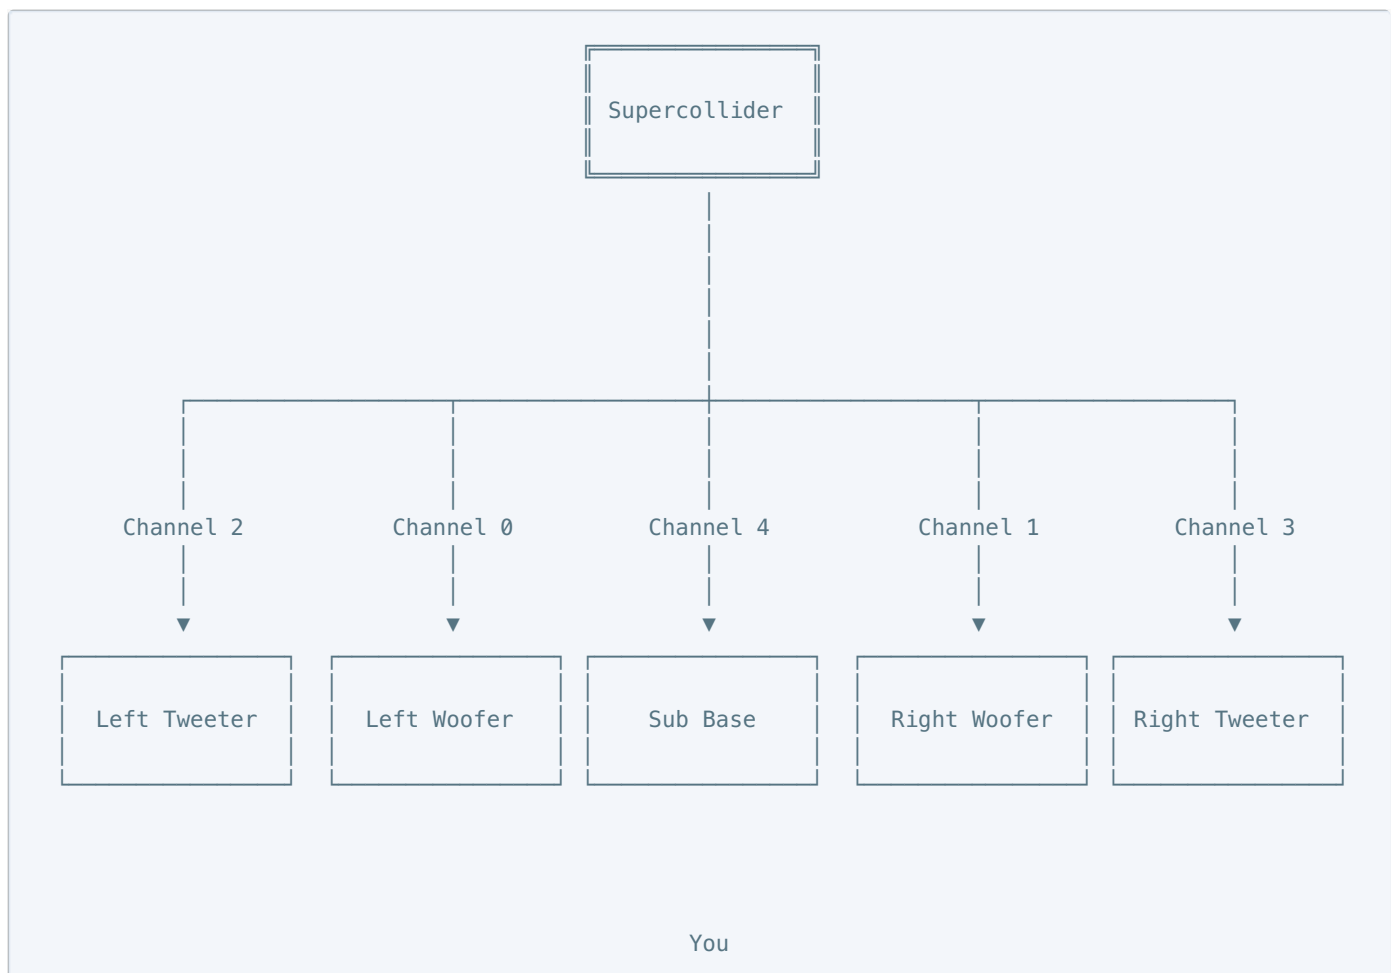 Supercollider
Channel 2 Channel 0 Channel 4 Channel 1 Channel 3
Left Tweeter Left Woofer Sub Base Right Woofer Right Tweeter
You